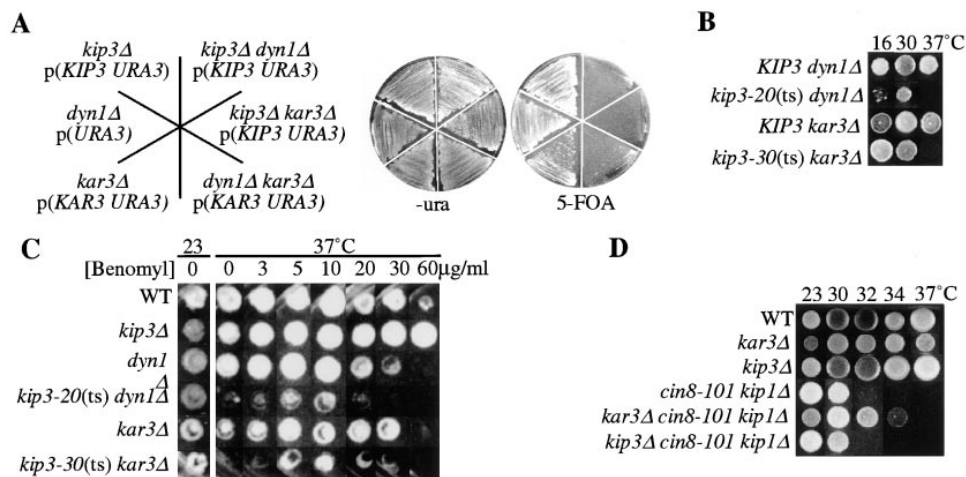 A
kip3Δ
p(KIP3 URA3)
kip3Δ dyn1Δ
p(KIP3 URA3)
dyn1Δ
p(URA3)
kip3Δ kar3Δ
p(KIP3 URA3)
kar3Δ
p(KAR3 URA3)
dyn1Δ kar3Δ
p(KAR3 URA3)
-ura
5-FOA
B
16 30 37°C
KIP3 dyn1Δ
kip3-20(ts) dyn1Δ
KIP3 kar3Δ
kip3-30(ts) kar3Δ
C
23 37°C
[Benomyl] 0 0 3 5 10 20 30 60μg/ml
WT
kip3Δ
dyn1
Δ
kip3-20(ts) dyn1Δ
kar3Δ
kip3-30(ts) kar3Δ
D
23 30 32 34 37°C
WT
kar3Δ
kip3Δ
cin8-101 kip1Δ
kar3Δ cin8-101 kip1Δ
kip3Δ cin8-101 kip1Δ